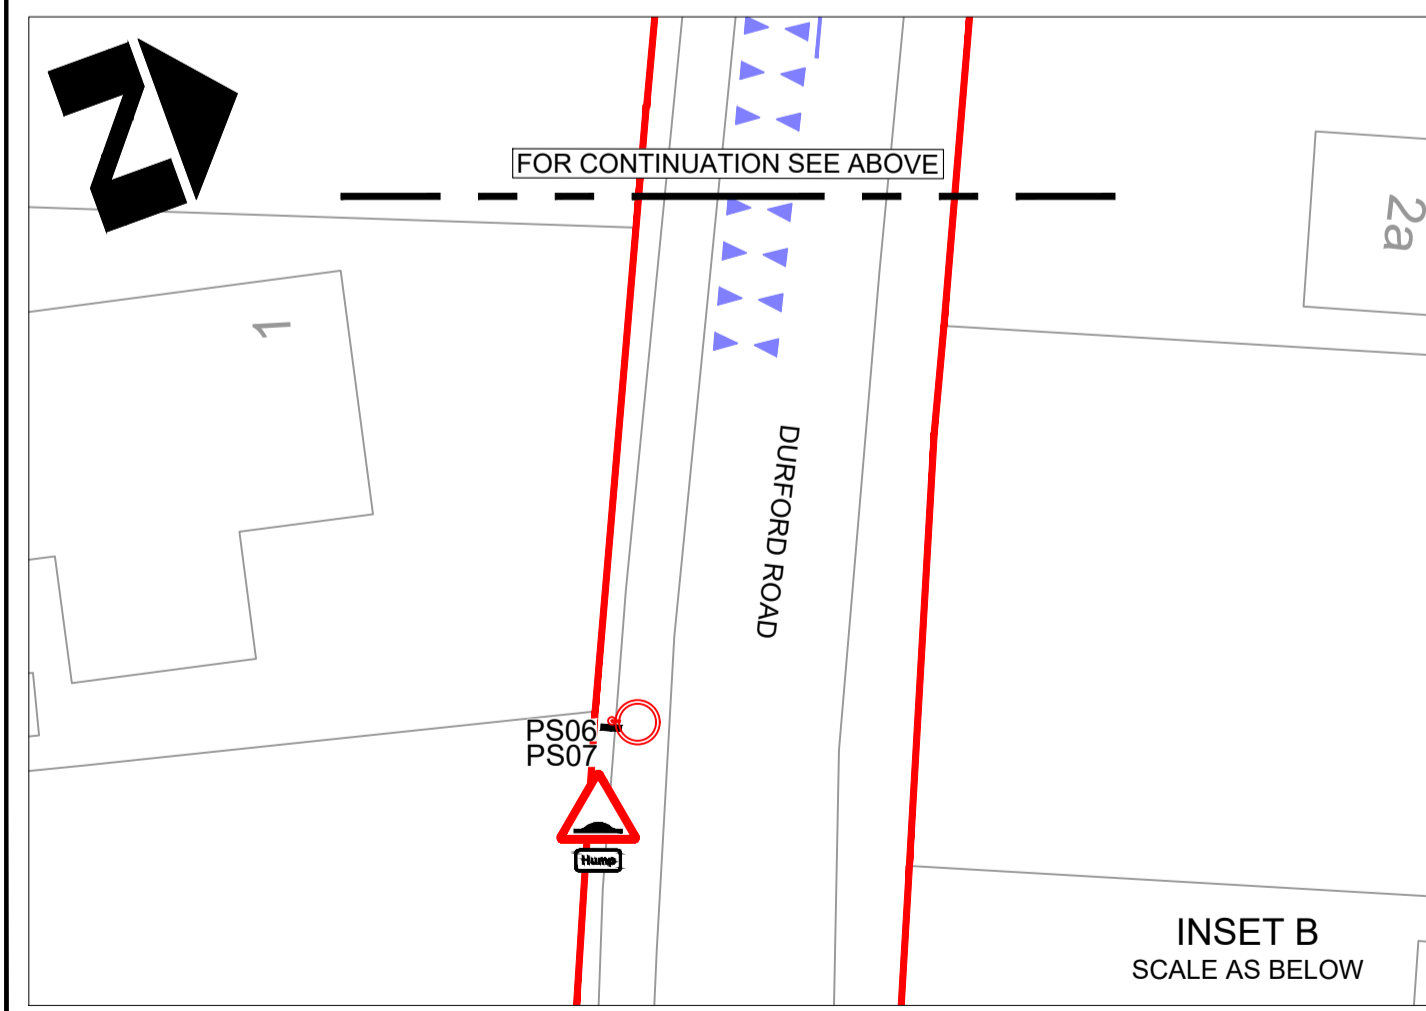 N
FOR CONTINUATION SEE ABOVE
2a
1
DURFORD ROAD
PS06
PS07
Hump
INSET B
SCALE AS BELOW